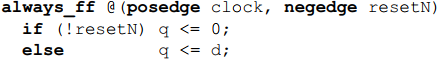 always_ff @(posedge clock, negedge resetN)
if (!resetN) q <= 0;
else q <= d;